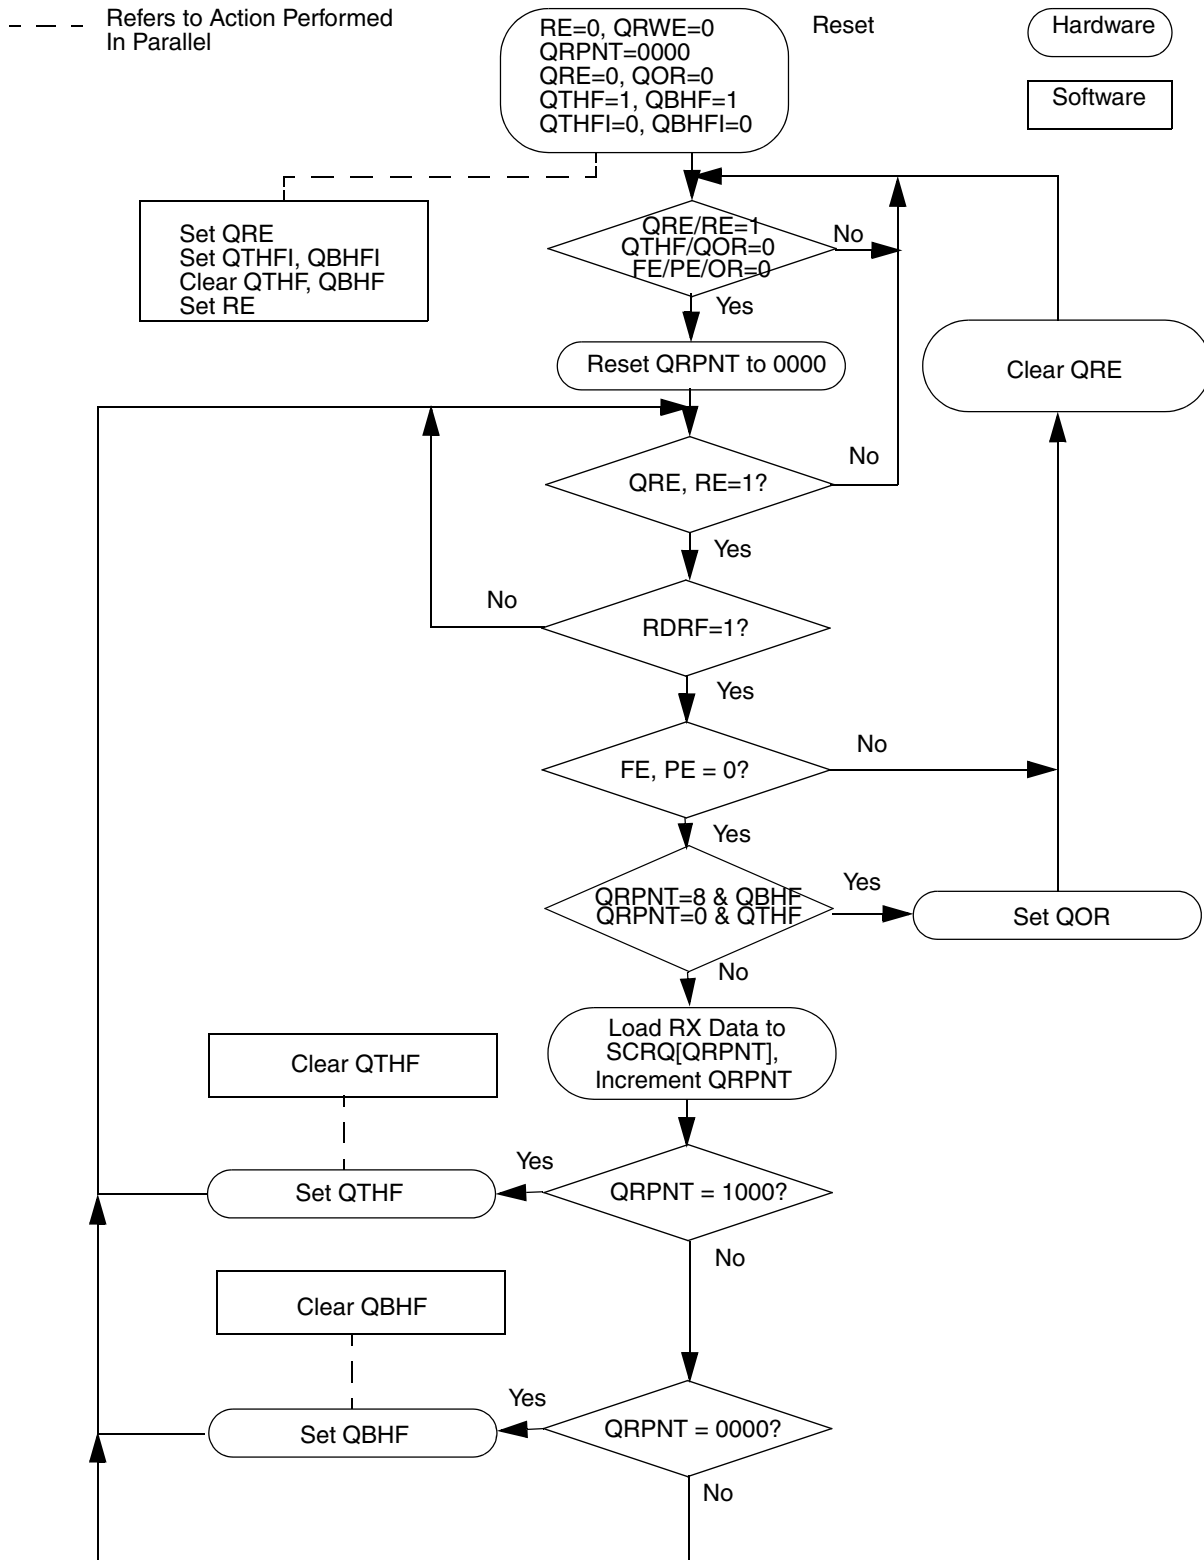 Refers to Action Performed
In Parallel
RE=0, QRWE=0
QRPNT=0000
QRE=0, QOR=0
QTHF=1, QBHF=1
QTHFI=0, QBHFI=0
Reset
Hardware
Software
Set QRE
Set QTHFI, QBHFI
Clear QTHF, QBHF
Set RE
QRE/RE=1
QTHF/QOR=0
FE/PE/OR=0
No
Yes
Reset QRPNT to 0000
Clear QRE
QRE, RE=1?
No
Yes
RDRF=1?
No
Yes
FE, PE = 0?
No
Yes
QRPNT=8 & QBHF
QRPNT=0 & QTHF
Yes
Set QOR
No
Load RX Data to
SCRQ[QRPNT],
Increment QRPNT
Clear QTHF
Set QTHF
Yes
QRPNT = 1000?
No
Clear QBHF
Set QBHF
Yes
QRPNT = 0000?
No